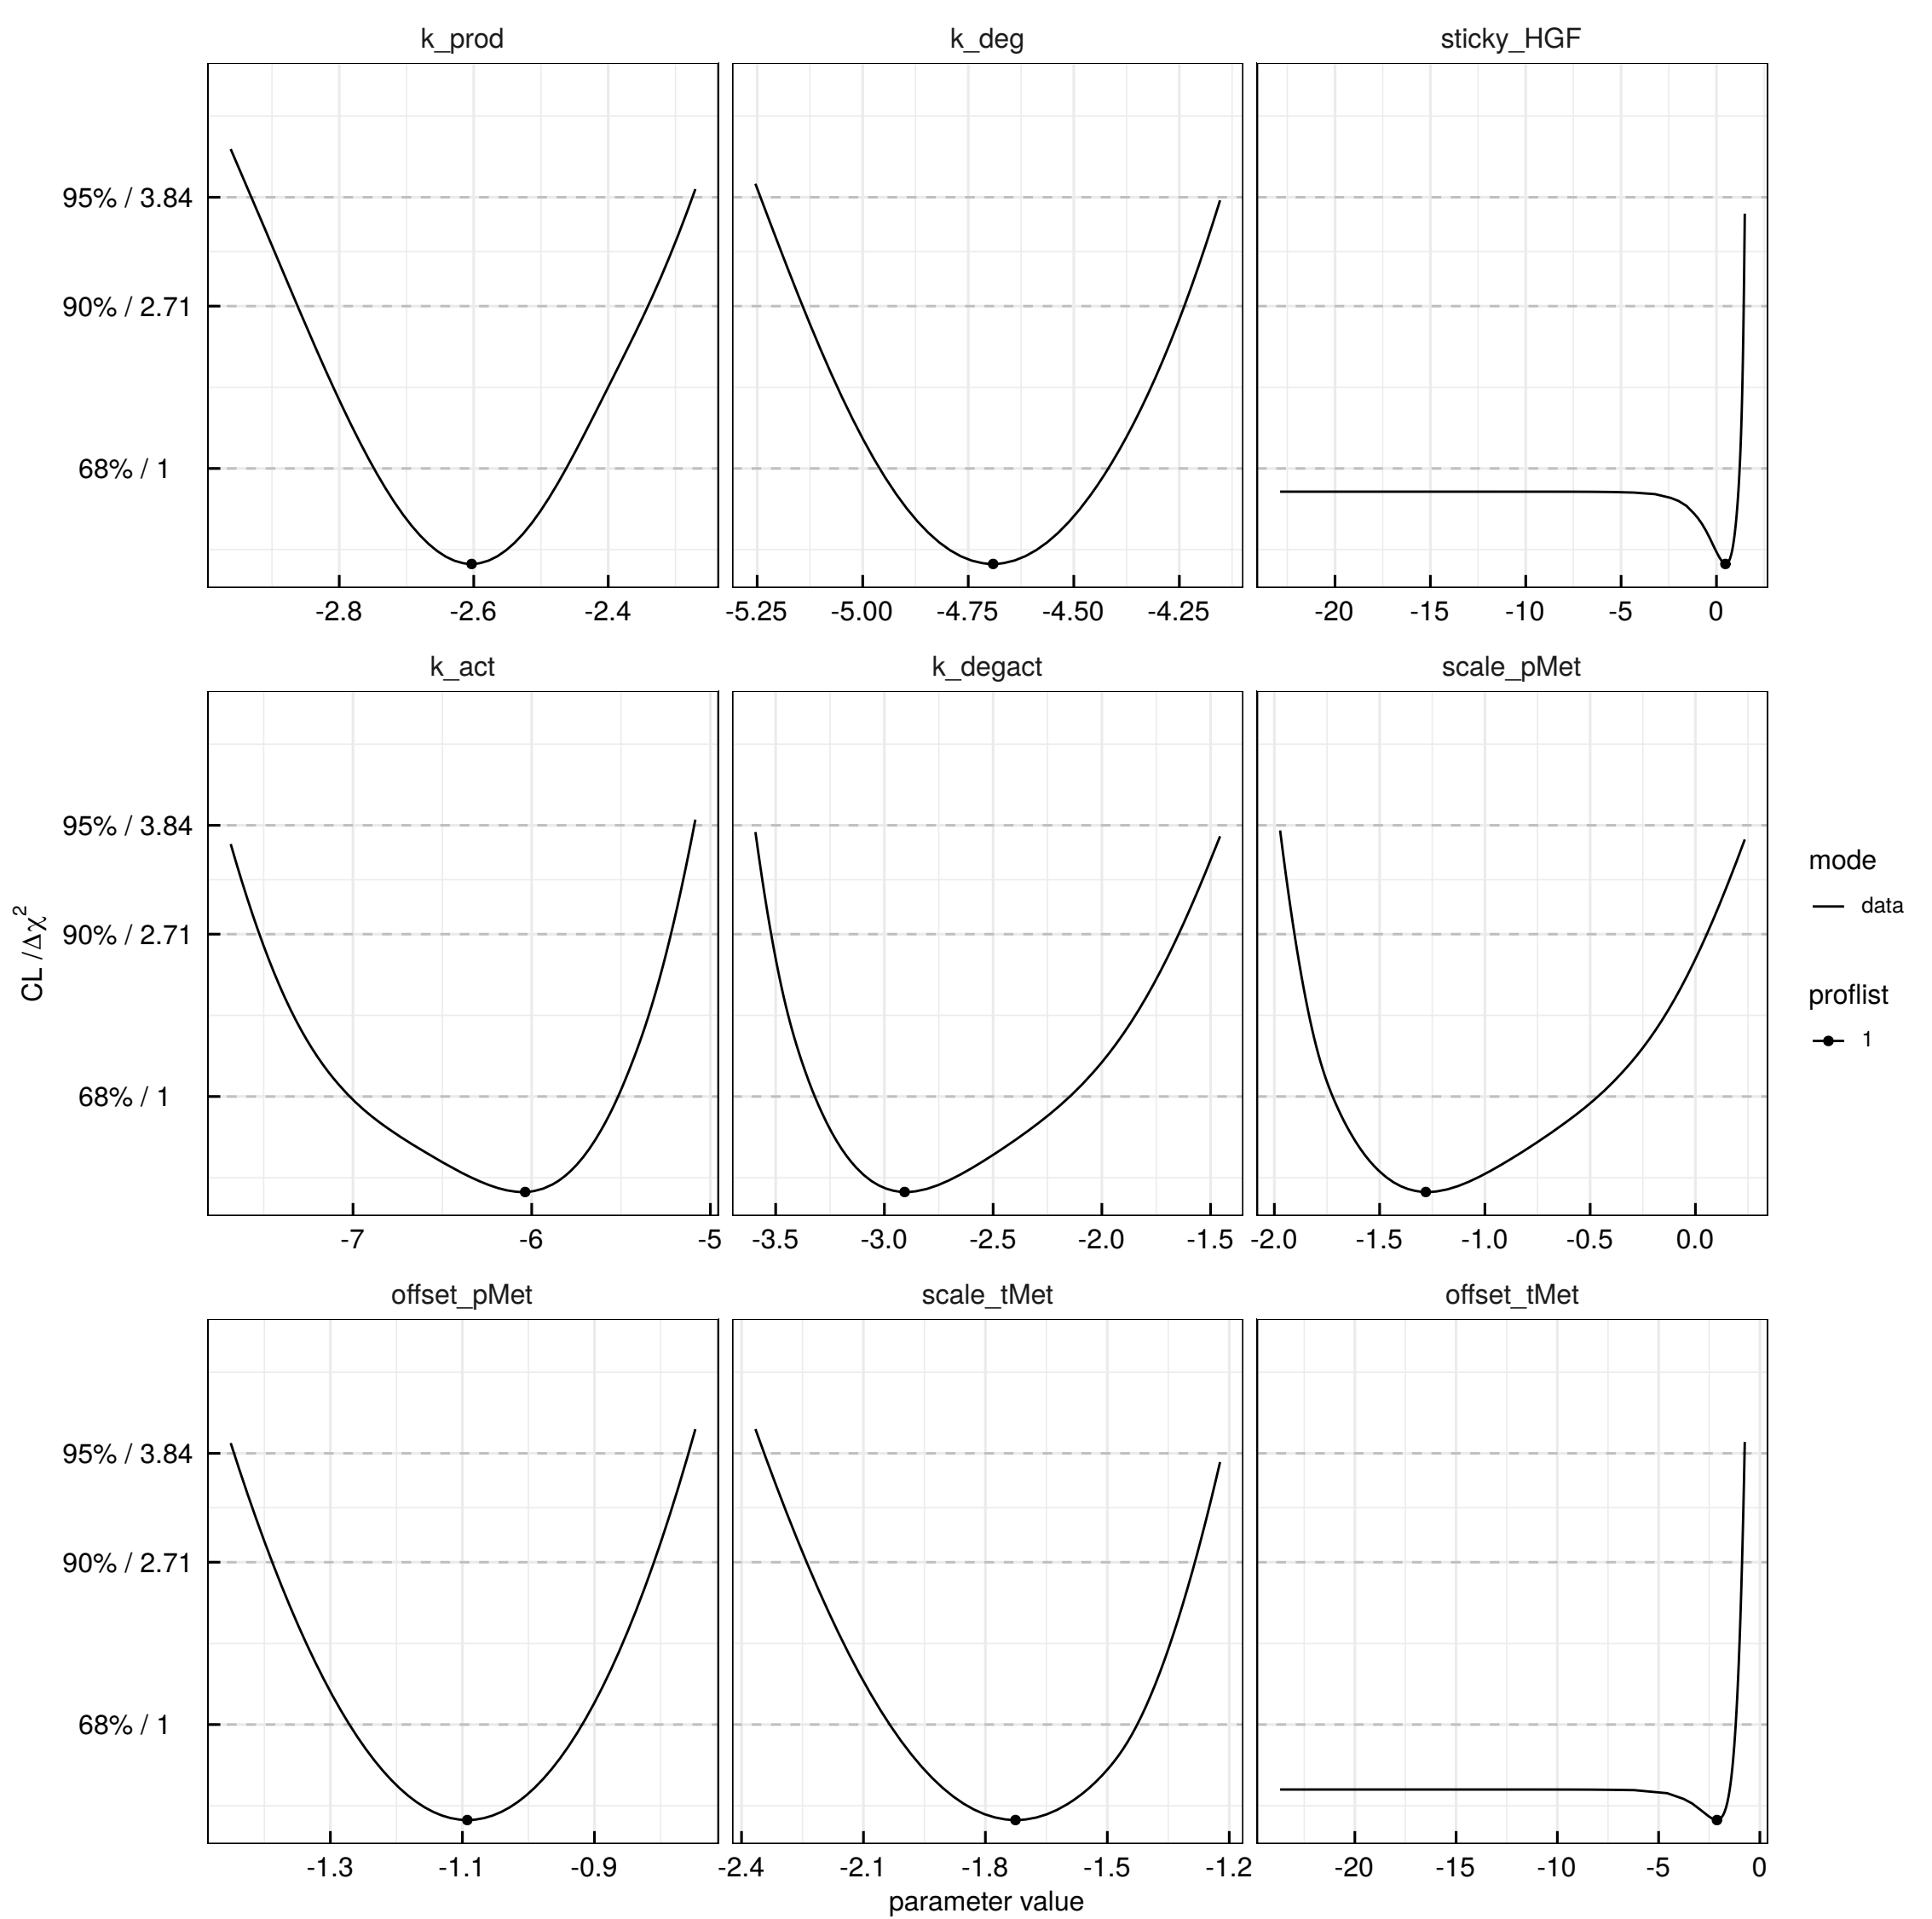 k_prod k_deg sticky_HGF
95% / 3.84
90% / 2.71
68% / 1
-2.8 -2.6 -2.4 -5.25 -5.00 -4.75 -4.50 -4.25 -20 -15 -10 -5 0
k_act k_degact scale_pMet
95% / 3.84
90% / 2.71
68% / 1
-7 -6 -5 -3.5 -3.0 -2.5 -2.0 -1.5 -2.0 -1.5 -1.0 -0.5 0.0
offset_pMet scale_tMet offset_tMet
95% / 3.84
90% / 2.71
68% / 1
-1.3 -1.1 -0.9 -2.4 -2.1 -1.8 -1.5 -1.2 -20 -15 -10 -5 0
parameter value
CL /Δχ²
mode
data
proflist
1